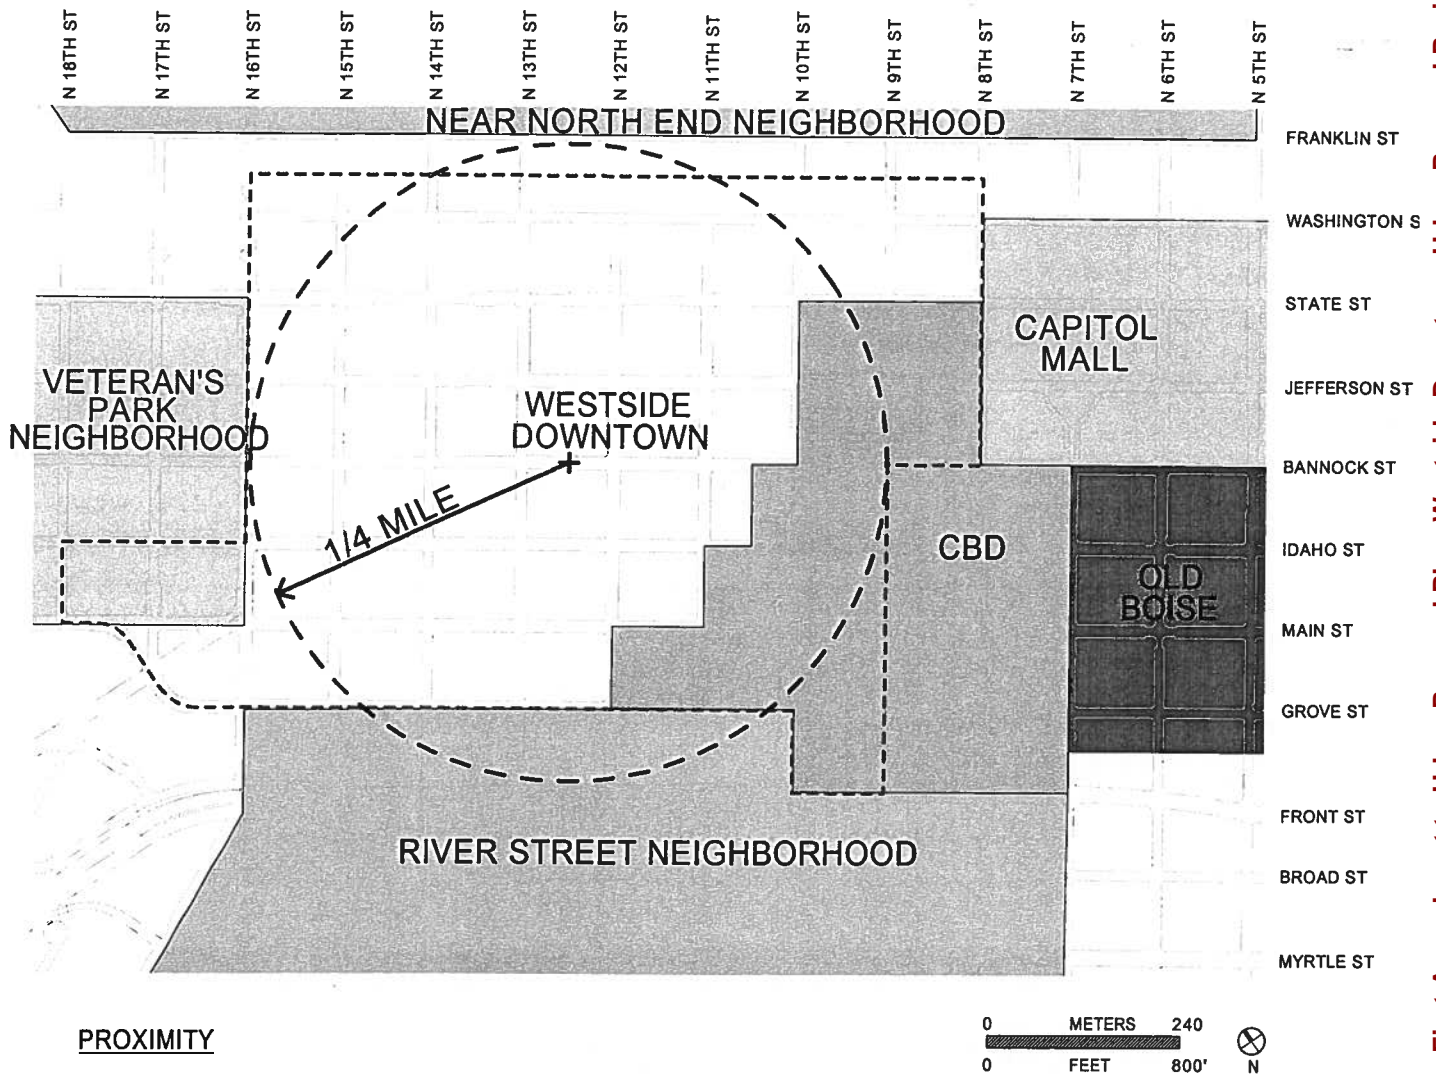 N 18TH ST
N 17TH ST
N 16TH ST
N 15TH ST
N 14TH ST
N 13TH ST
N 12TH ST
N 11TH ST
N 10TH ST
N 9TH ST
N 8TH ST
N 7TH ST
N 6TH ST
N 5TH ST
NEAR NORTH END NEIGHBORHOOD
FRANKLIN ST
WASHINGTON S
STATE ST
CAPITOL
MALL
JEFFERSON ST
VETERAN'S
PARK
NEIGHBORHOOD
WESTSIDE
DOWNTOWN
BANNOCK ST
1/4 MILE
CBD
IDAHO ST
OLD
BOISE
MAIN ST
GROVE ST
FRONT ST
RIVER STREET NEIGHBORHOOD
BROAD ST
MYRTLE ST
PROXIMITY
0 METERS 240
0 FEET 800'
N